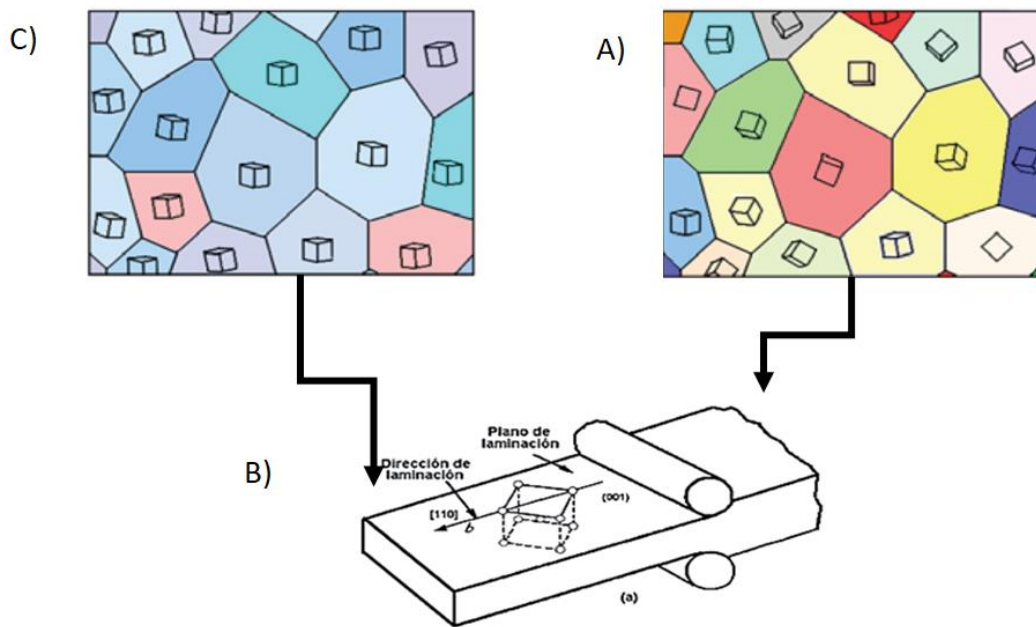 C)
A)
B)
Plano de
laminación
Dirección de
laminación
(001)
[110]
b
(a)